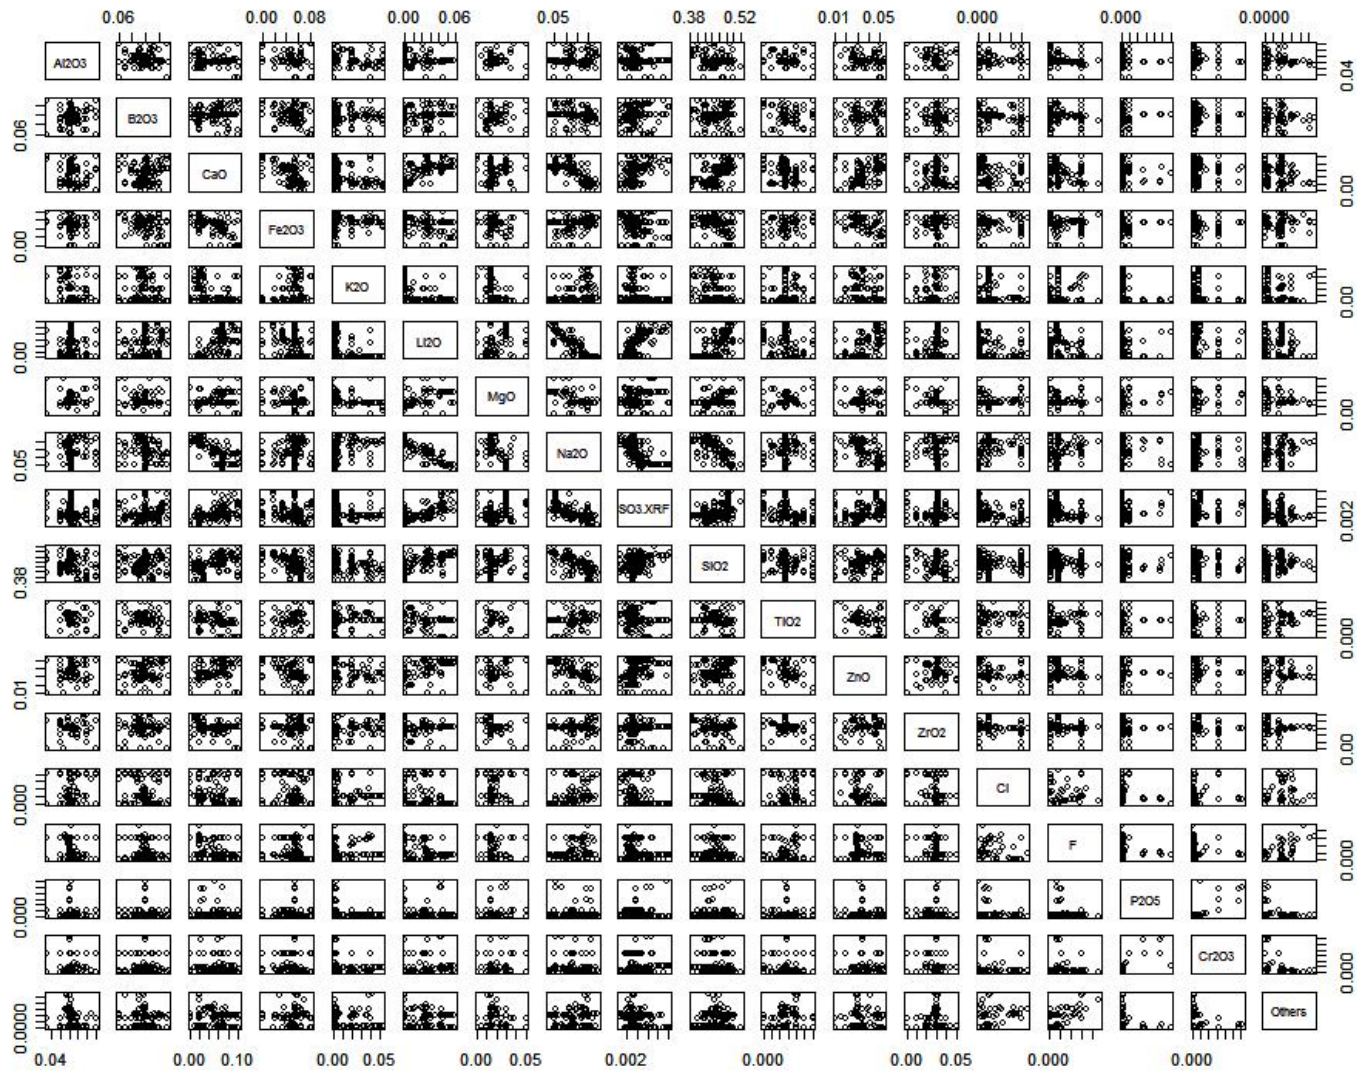 0.06 0.00 0.08 0.00 0.06 0.05 0.38 0.52 0.01 0.05 0.000 0.000 0.0000
Al2O3 0.04
0.06 B2O3
CaO 0.00
0.00 Fe2O3
K2O 0.00
0.00 LI2O
MgO 0.00
0.05 Na2O
SO3.XRF 0.002
0.38 SIO2
TIO2 0.000
0.01 ZnO
ZrO2 0.00
0.000 Cl
F 0.000
0.000 P2O5
Cr2O3 0.000
0.0000 Others
0.04 0.00 0.10 0.00 0.05 0.00 0.05 0.002 0.000 0.00 0.05 0.000 0.000